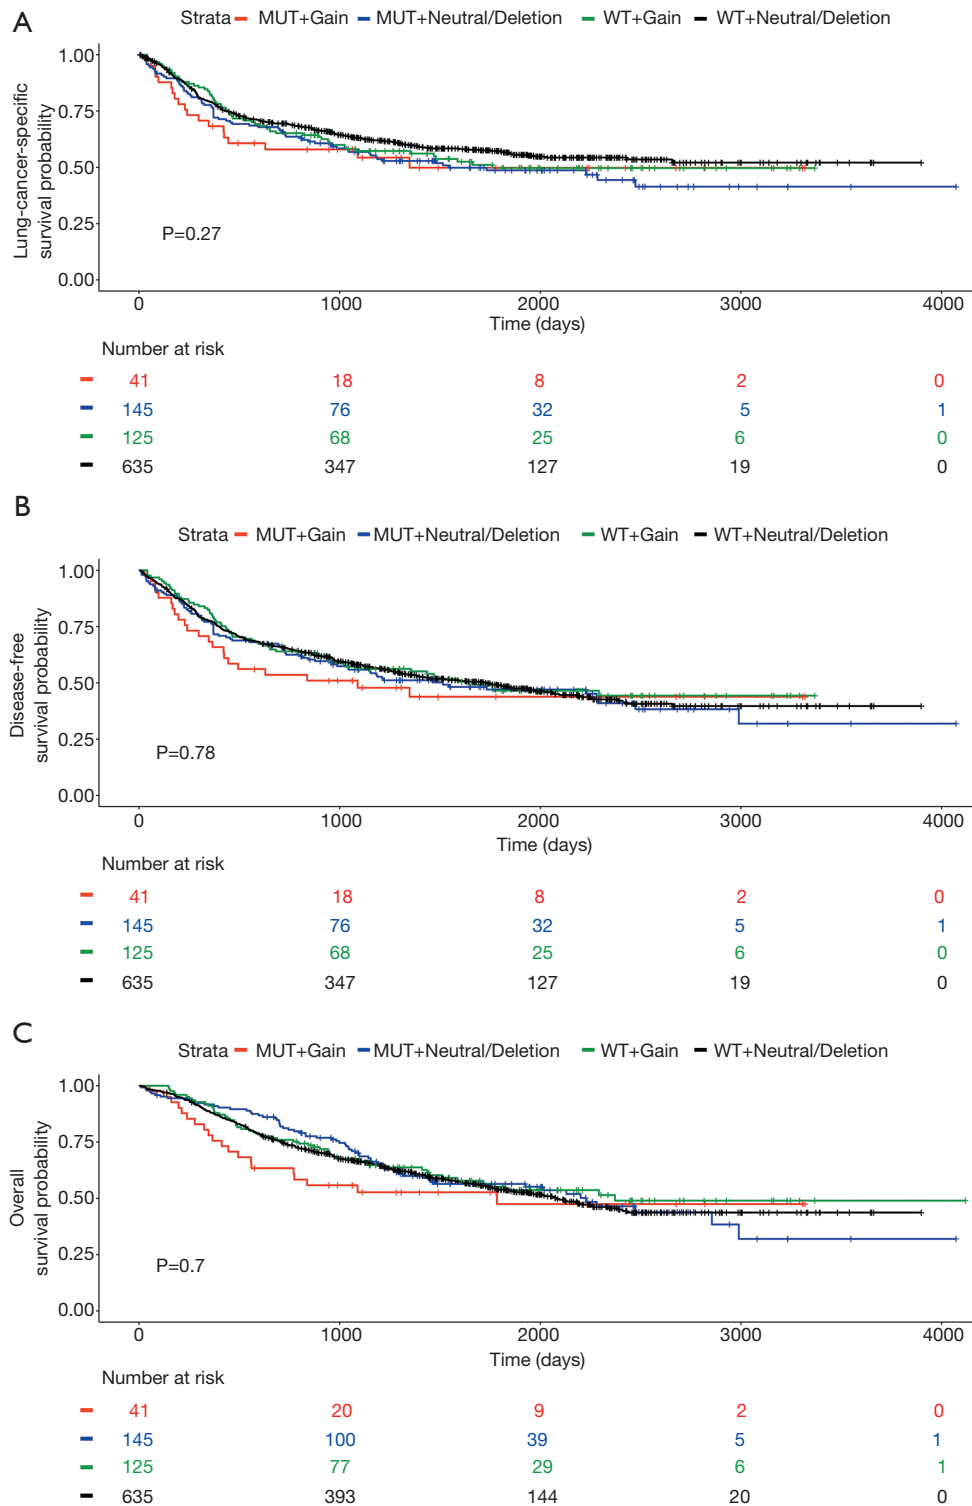 A
Strata MUT+Gain MUT+Neutral/Deletion WT+Gain WT+Neutral/Deletion
Lung-cancer-specific
survival probability
1.00
0.75
0.50
0.25
0.00
P=0.27
0 1000 2000 3000 4000
Time (days)
Number at risk
41 18 8 2 0
145 76 32 5 1
125 68 25 6 0
635 347 127 19 0
B
Strata MUT+Gain MUT+Neutral/Deletion WT+Gain WT+Neutral/Deletion
Disease-free
survival probability
1.00
0.75
0.50
0.25
0.00
P=0.78
0 1000 2000 3000 4000
Time (days)
Number at risk
41 18 8 2 0
145 76 32 5 1
125 68 25 6 0
635 347 127 19 0
C
Strata MUT+Gain MUT+Neutral/Deletion WT+Gain WT+Neutral/Deletion
Overall
survival probability
1.00
0.75
0.50
0.25
0.00
P=0.7
0 1000 2000 3000 4000
Time (days)
Number at risk
41 20 9 2 0
145 100 39 5 1
125 77 29 6 1
635 393 144 20 0